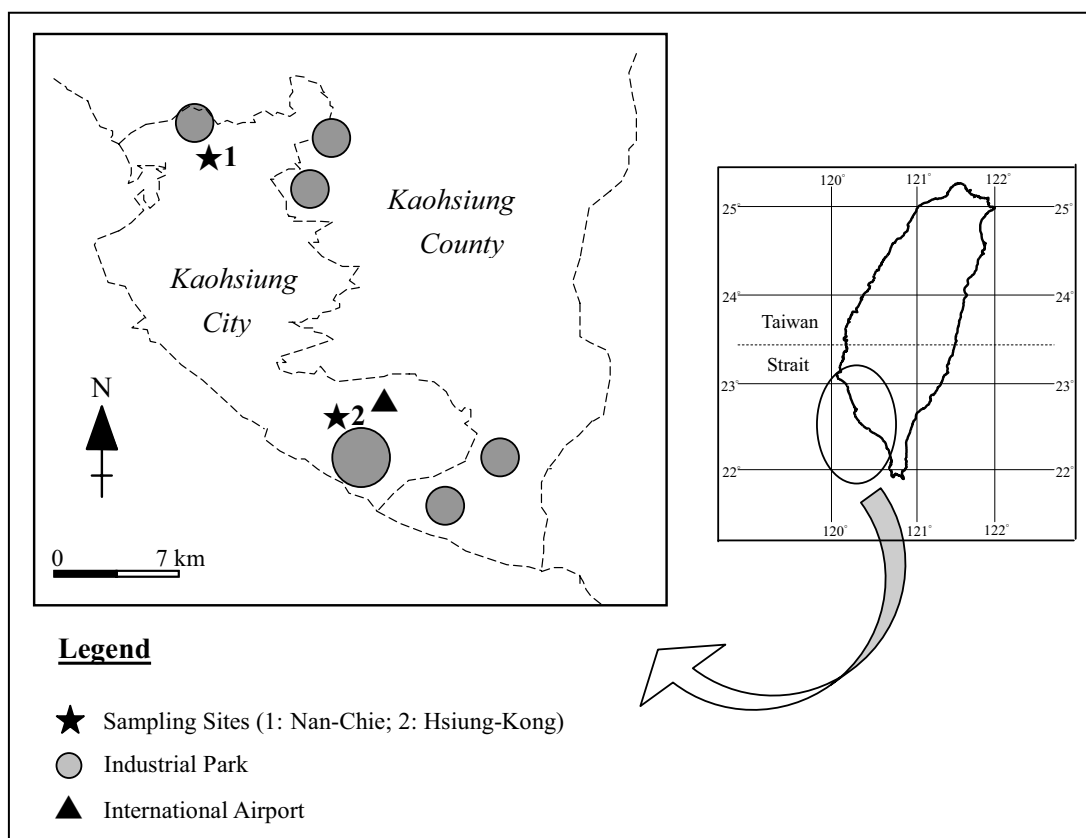 1
Kaohsiung
County
Kaohsiung
City
N
2
0 7 km
120° 121° 122°
25° 25°
24° 24°
Taiwan
Strait
23° 23°
22° 22°
120° 121° 122°
Legend
Sampling Sites (1: Nan-Chie; 2: Hsiung-Kong)
Industrial Park
International Airport